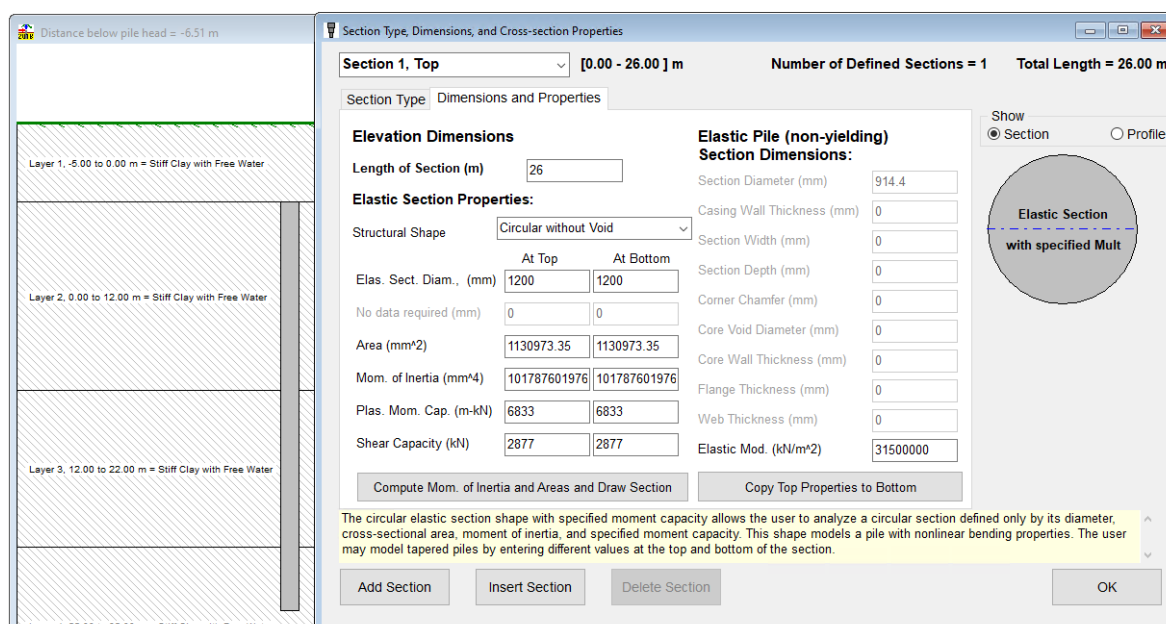 Distance below pile head = -6.51 m
Layer 1, -5.00 to 0.00 m = Stiff Clay with Free Water
Layer 2, 0.00 to 12.00 m = Stiff Clay with Free Water
Layer 3, 12.00 to 22.00 m = Stiff Clay with Free Water
Section Type, Dimensions, and Cross-section Properties
Section 1, Top [0.00 - 26.00 ] m Number of Defined Sections = 1 Total Length = 26.00 m
Section Type Dimensions and Properties
Elevation Dimensions
Length of Section (m) 26
Elastic Section Properties:
Structural Shape Circular without Void
At Top At Bottom
Elas. Sect. Diam., (mm) 1200 1200
No data required (mm) 0 0
Area (mm^2) 1130973.35 1130973.35
Mom. of Inertia (mm^4) 101787601976 101787601976
Plas. Mom. Cap. (m-kN) 6833 6833
Shear Capacity (kN) 2877 2877
Compute Mom. of Inertia and Areas and Draw Section
Elastic Pile (non-yielding)
Section Dimensions:
Section Diameter (mm) 914.4
Casing Wall Thickness (mm) 0
Section Width (mm) 0
Section Depth (mm) 0
Corner Chamfer (mm) 0
Core Void Diameter (mm) 0
Core Wall Thickness (mm) 0
Flange Thickness (mm) 0
Web Thickness (mm) 0
Elastic Mod. (kN/m^2) 31500000
Copy Top Properties to Bottom
Show
Section Profile
Elastic Section
with specified Mult
The circular elastic section shape with specified moment capacity allows the user to analyze a circular section defined only by its diameter,
cross-sectional area, moment of inertia, and specified moment capacity. This shape models a pile with nonlinear bending properties. The user
may model tapered piles by entering different values at the top and bottom of the section.
Add Section Insert Section Delete Section OK